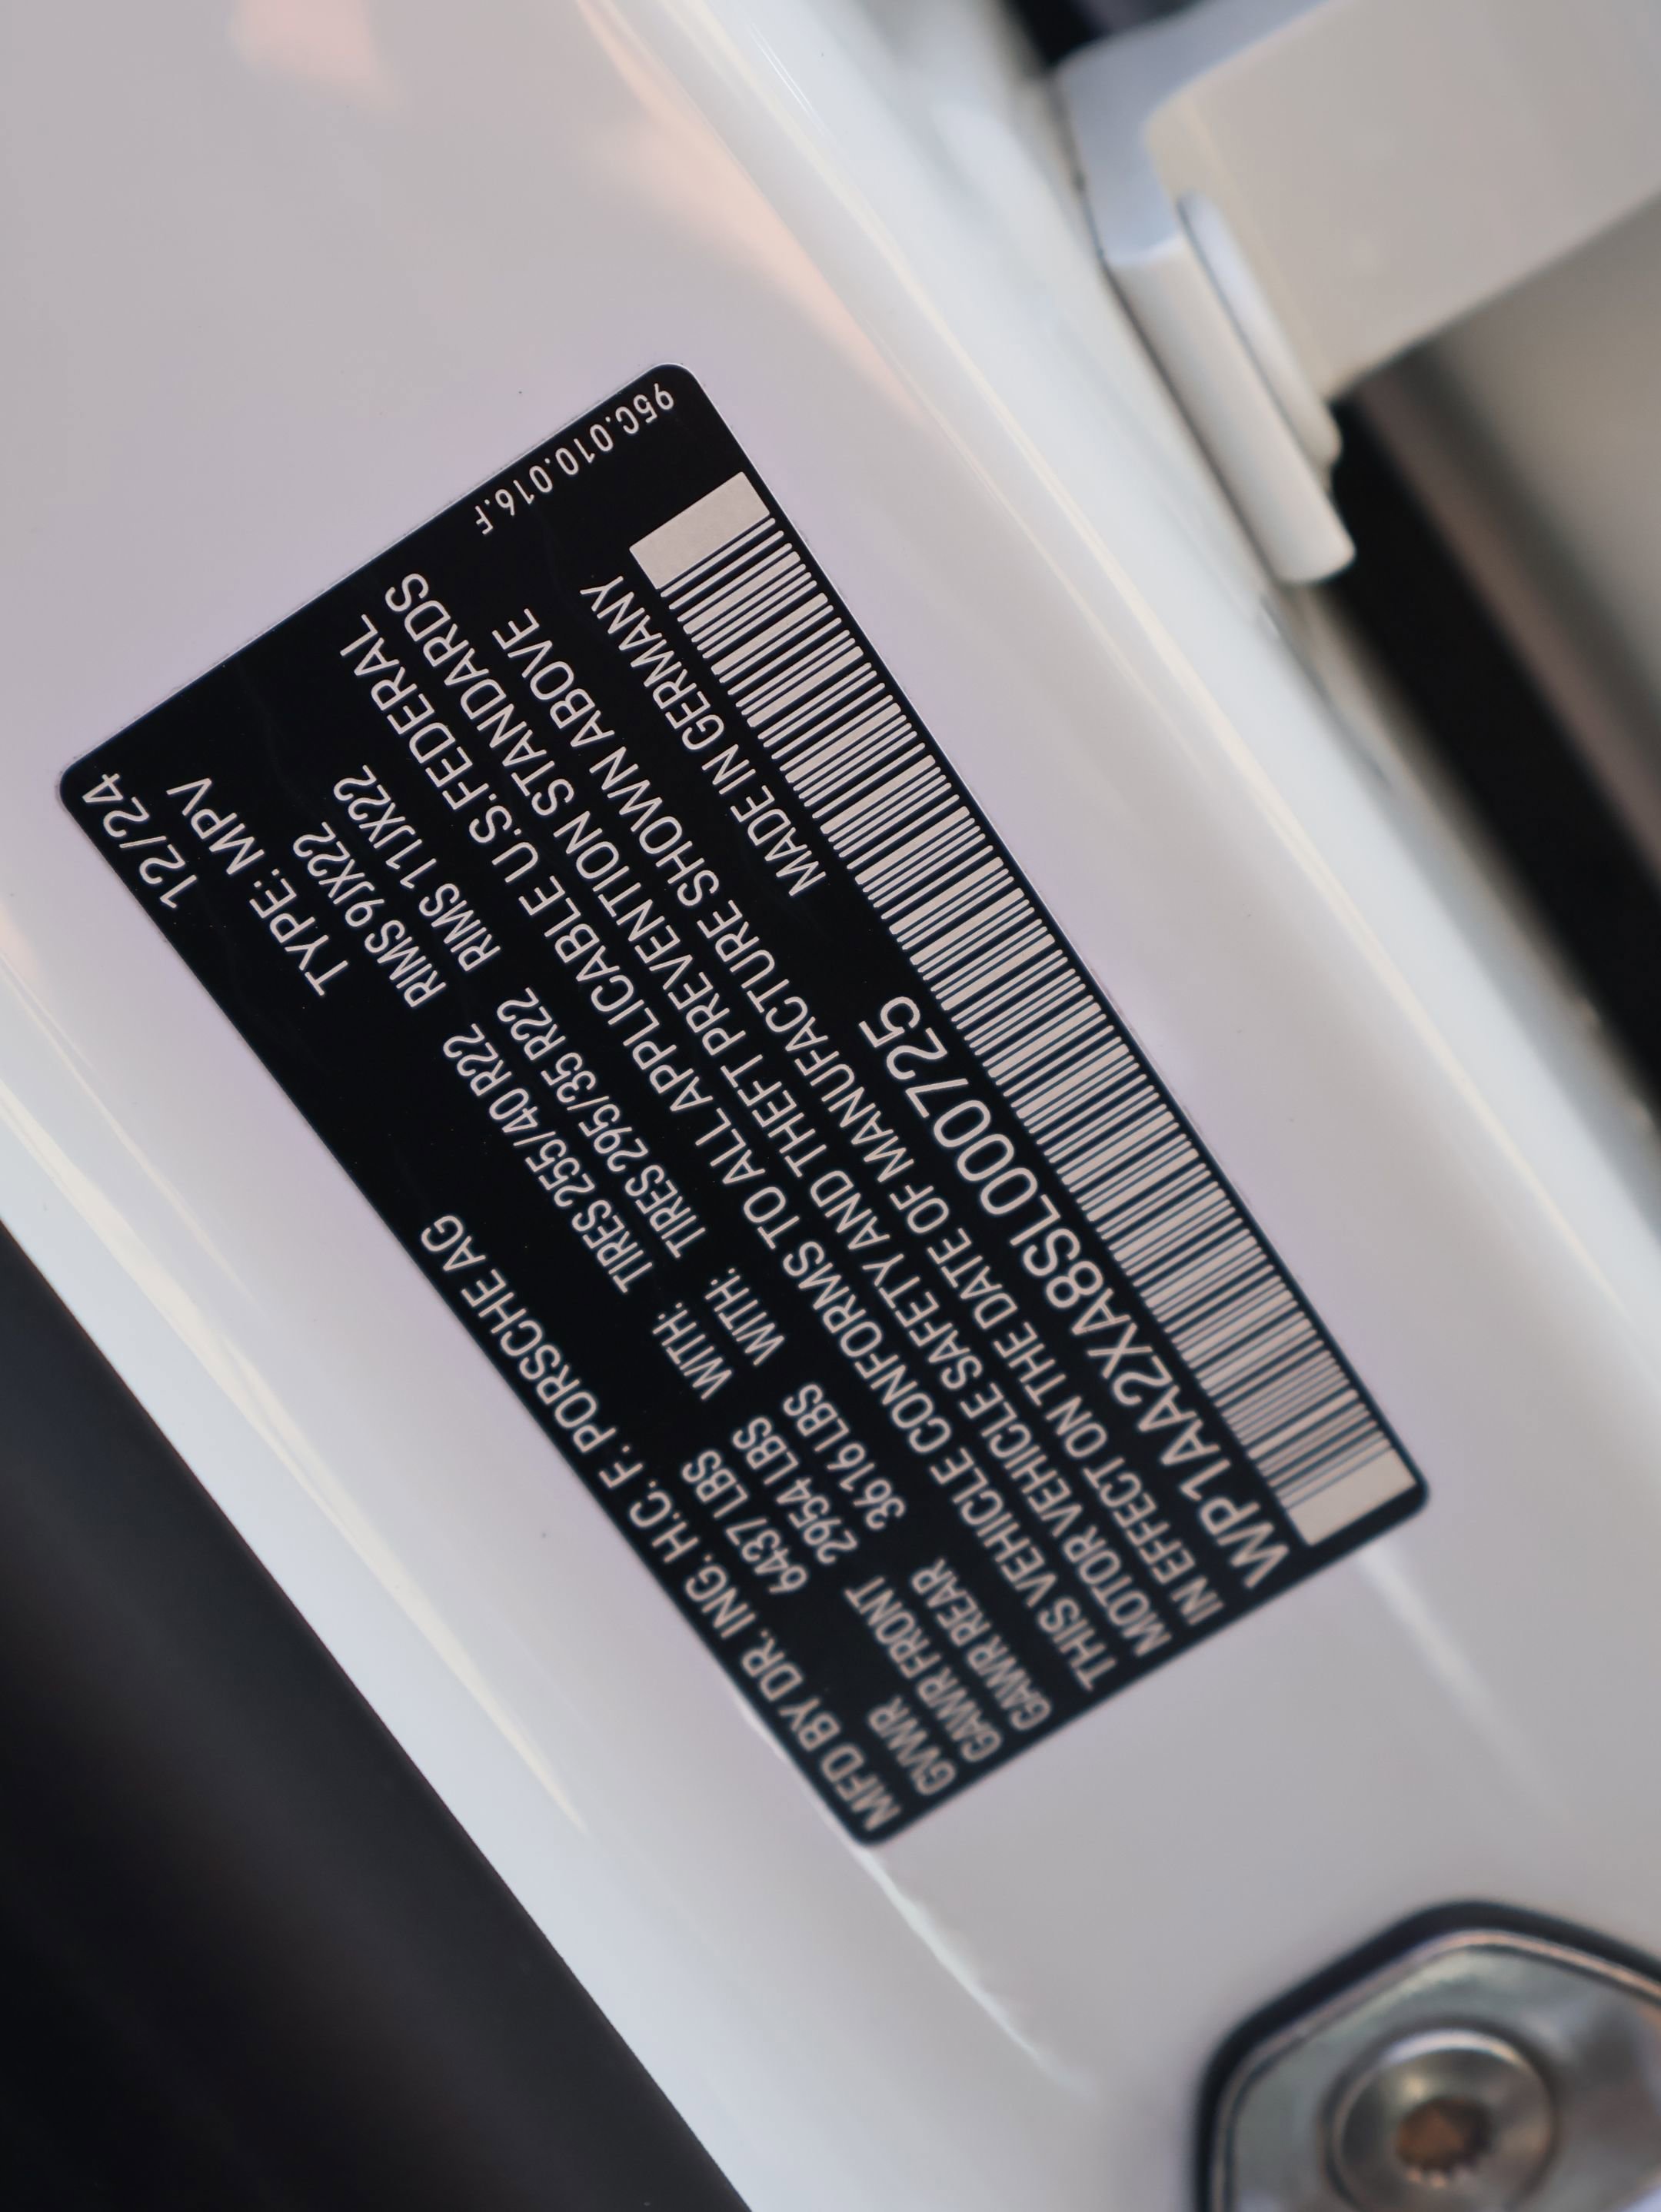 MFD BY DR. ING. H.C. F. PORSCHE AG 12/24
GVWR 6437 LBS TYPE: MPV
GAWR FRONT 2954 LBS WITH: TIRES 255/40 R22 RIMS 9JX22
GAWR REAR 3616 LBS WITH: TIRES 295/35 R22 RIMS 11JX22
THIS VEHICLE CONFORMS TO ALL APPLICABLE U.S.FEDERAL
MOTOR VEHICLE SAFETY AND THEFT PREVENTION STANDARDS
IN EFFECT ON THE DATE OF MANUFACTURE SHOWN ABOVE
WP1AA2XA8SL000725 MADE IN GERMANY
95C.010.016.F